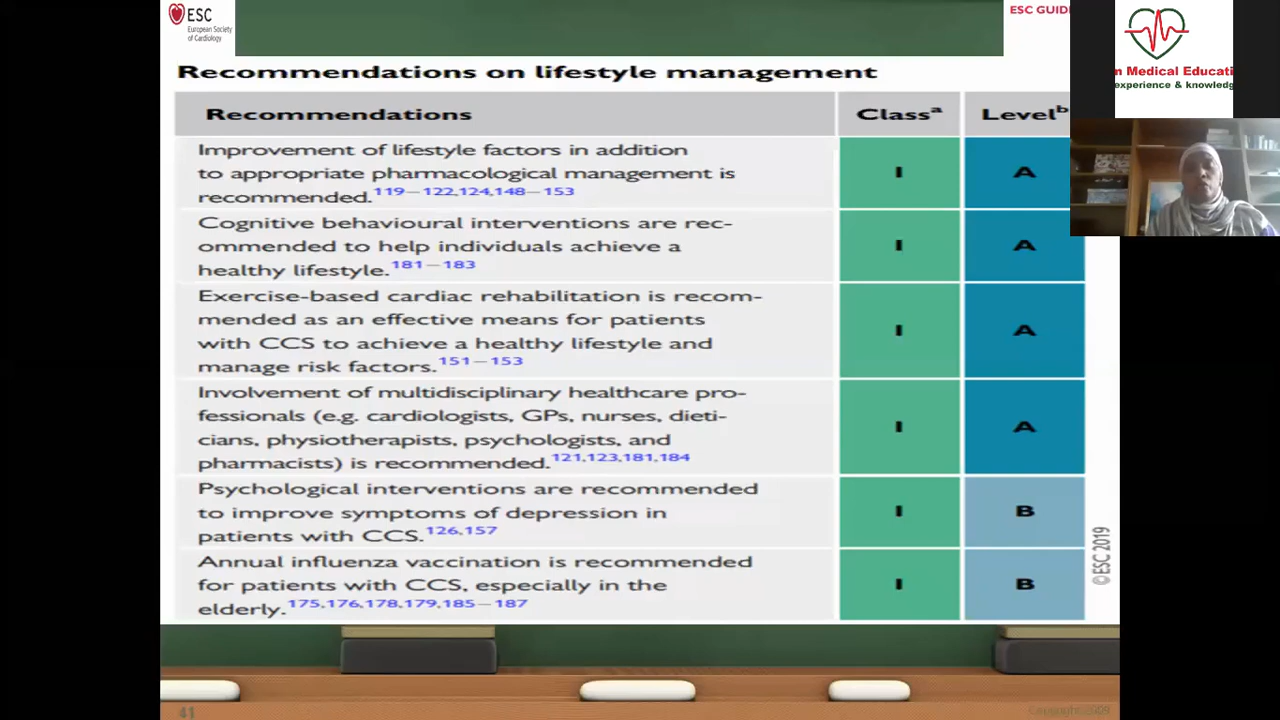 ESC
European Society
of Cardiology
ESC GUID
m Medical Educati
experience & knowledg
Recommendations on lifestyle management
Recommendations Classᵃ Levelᵇ
Improvement of lifestyle factors in addition
to appropriate pharmacological management is
recommended.119–122,124,148–153
I A
Cognitive behavioural interventions are rec-
ommended to help individuals achieve a
healthy lifestyle.181–183
I A
Exercise-based cardiac rehabilitation is recom-
mended as an effective means for patients
with CCS to achieve a healthy lifestyle and
manage risk factors.151–153
I A
Involvement of multidisciplinary healthcare pro-
fessionals (e.g. cardiologists, GPs, nurses, dieti-
cians, physiotherapists, psychologists, and
pharmacists) is recommended.121,123,181,184
I A
Psychological interventions are recommended
to improve symptoms of depression in
patients with CCS.126,157
I B
Annual influenza vaccination is recommended
for patients with CCS, especially in the
elderly.175,176,178,179,185–187
I B
©ESC 2019
41